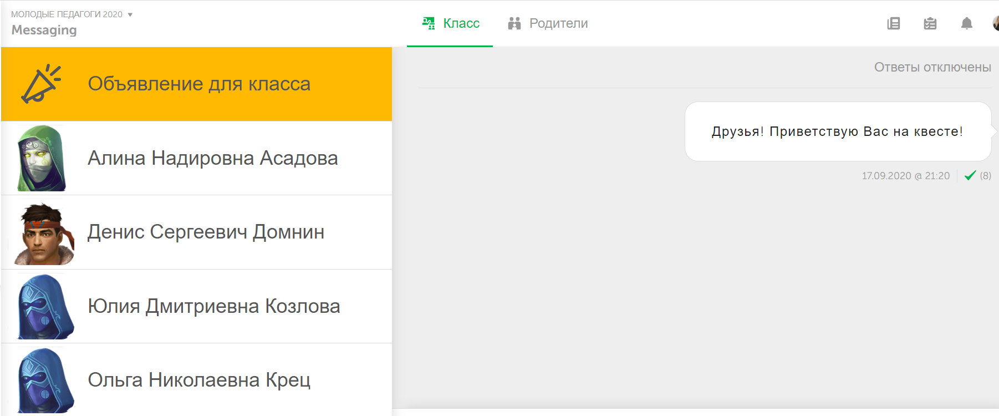 МОЛОДЫЕ ПЕДАГОГИ 2020
Messaging
Класс
Родители
Объявление для класса
Алина Надировна Асадова
Денис Сергеевич Домнин
Юлия Дмитриевна Козлова
Ольга Николаевна Крец
Ответы отключены
Друзья! Приветствую Вас на квесте!
17.09.2020 @ 21:20
(8)